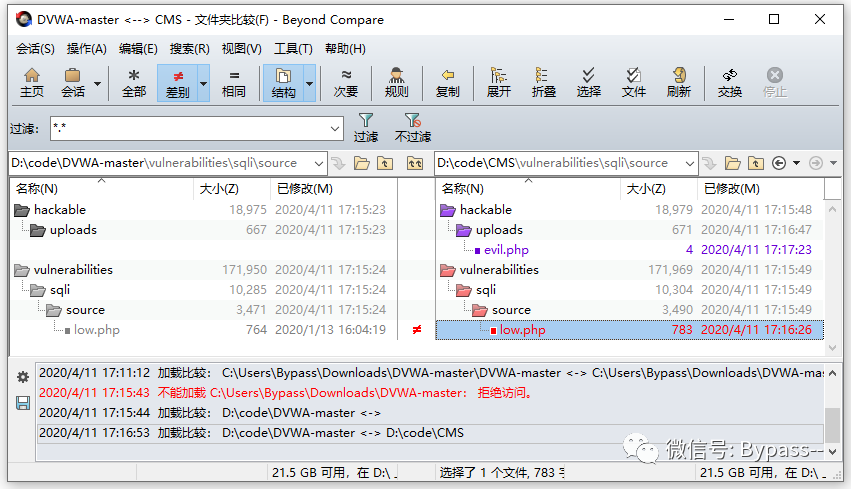 DVWA-master <--> CMS - 文件夹比较(F) - Beyond Compare
会话(S) 操作(A) 编辑(E) 搜索(R) 视图(V) 工具(T) 帮助(H)
主页 会话 全部 差别 相同 结构 次要 规则 复制 展开 折叠 选择 文件 刷新 交换 停止
过滤: *.* 过滤 不过滤
D:\code\DVWA-master\vulnerabilities\sqli\source D:\code\CMS\vulnerabilities\sqli\source
名称(N) 大小(Z) 已修改(M) 名称(N) 大小(Z) 已修改(M)
hackable 18,975 2020/4/11 17:15:23 hackable 18,979 2020/4/11 17:15:48
uploads 667 2020/4/11 17:15:23 uploads 671 2020/4/11 17:16:47
evil.php 4 2020/4/11 17:17:23
vulnerabilities 171,950 2020/4/11 17:15:24 vulnerabilities 171,969 2020/4/11 17:15:49
sqli 10,285 2020/4/11 17:15:24 sqli 10,304 2020/4/11 17:15:49
source 3,471 2020/4/11 17:15:24 source 3,490 2020/4/11 17:15:49
low.php 764 2020/1/13 16:04:19 ≠ low.php 783 2020/4/11 17:16:26
2020/4/11 17:11:12 加载比较: C:\Users\Bypass\Downloads\DVWA-master\DVWA-master <-> C:\Users\Bypass\Downloads\DVWA-mas
2020/4/11 17:15:43 不能加载 C:\Users\Bypass\Downloads\DVWA-master: 拒绝访问。
2020/4/11 17:15:44 加载比较: D:\code\DVWA-master <->
2020/4/11 17:16:53 加载比较: D:\code\DVWA-master <-> D:\code\CMS
微信号: Bypass--
21.5 GB 可用，在 D:\ 选择了 1 个文件, 783 字 21.5 GB 可用，在 D:\